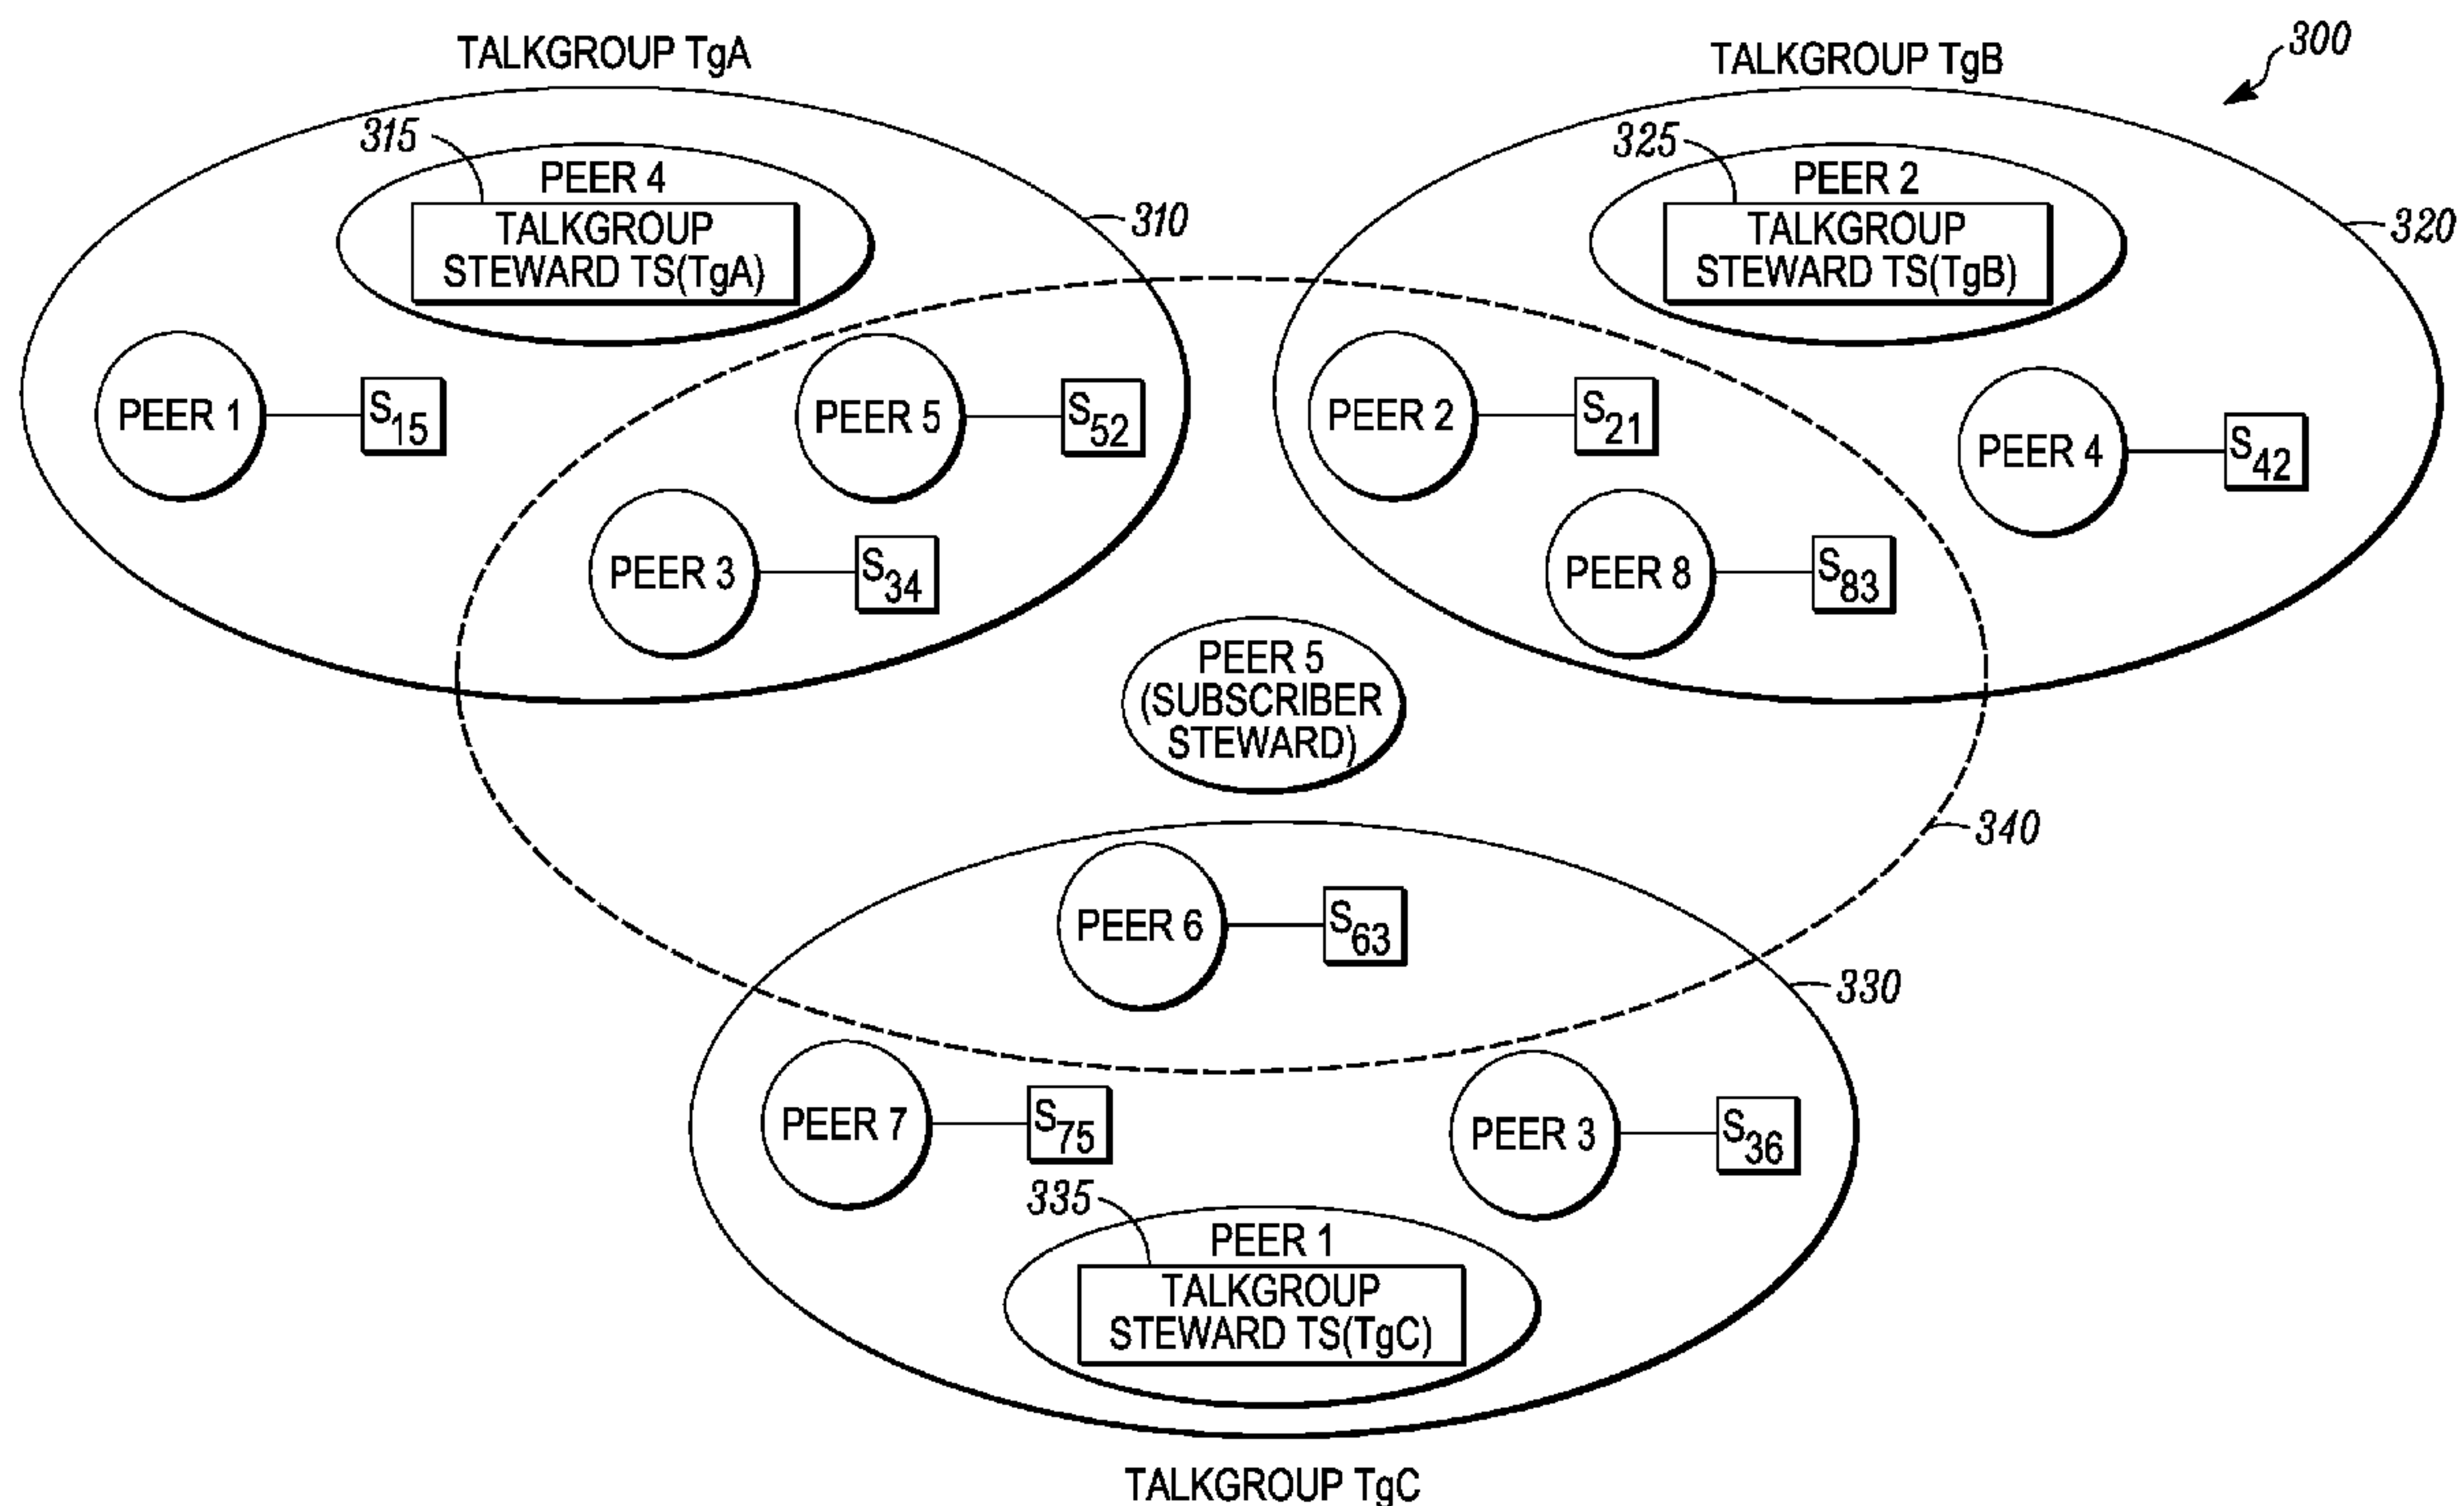 TALKGROUP TgA
TALKGROUP TgB
300
315
PEER 4
TALKGROUP
STEWARD TS(TgA)
310
325
PEER 2
TALKGROUP
STEWARD TS(TgB)
320
PEER 1
S15
PEER 5
S52
PEER 3
S34
PEER 2
S21
PEER 4
S42
PEER 8
S83
PEER 5
(SUBSCRIBER
STEWARD)
340
PEER 6
S63
330
PEER 7
S75
PEER 3
S36
335
PEER 1
TALKGROUP
STEWARD TS(TgC)
TALKGROUP TgC